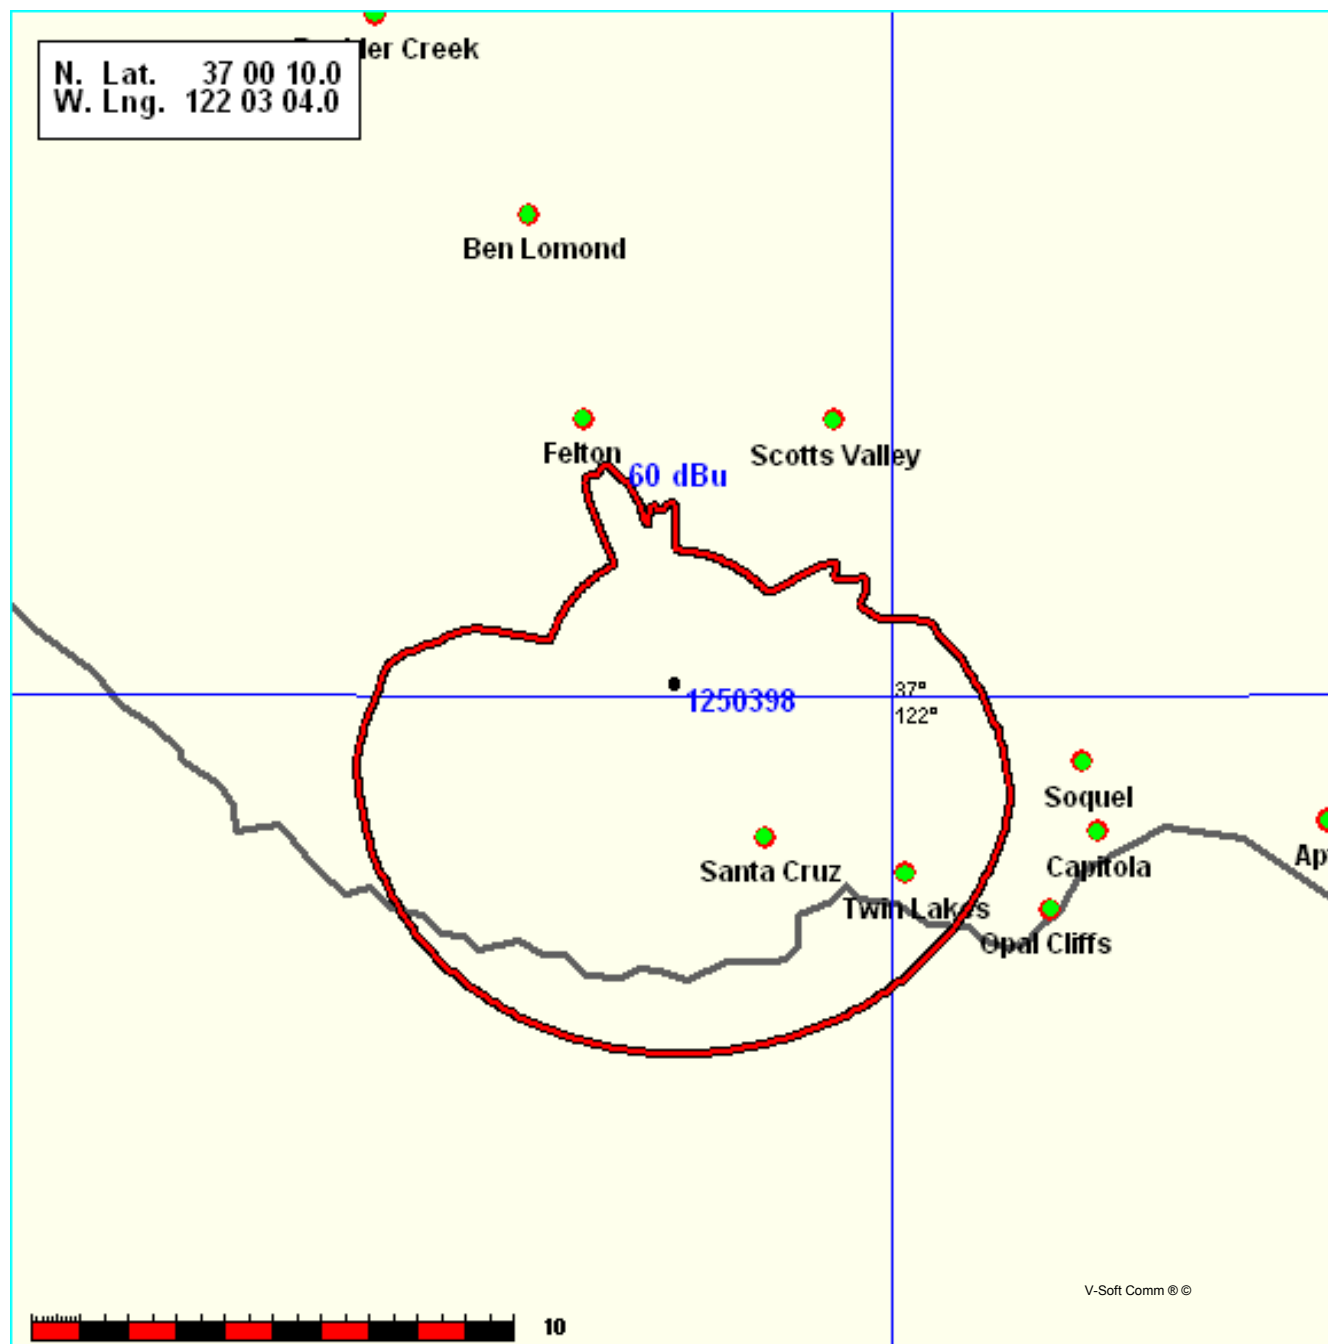 Creek
N. Lat. 37 00 10.0
W. Lng. 122 03 04.0
Ben Lomond
Felton
Scotts Valley
60 dBu
1250398
37°
122°
Soquel
Santa Cruz
Capitola
Twin Lakes
Opal Cliffs
V-Soft Comm ® ©
10